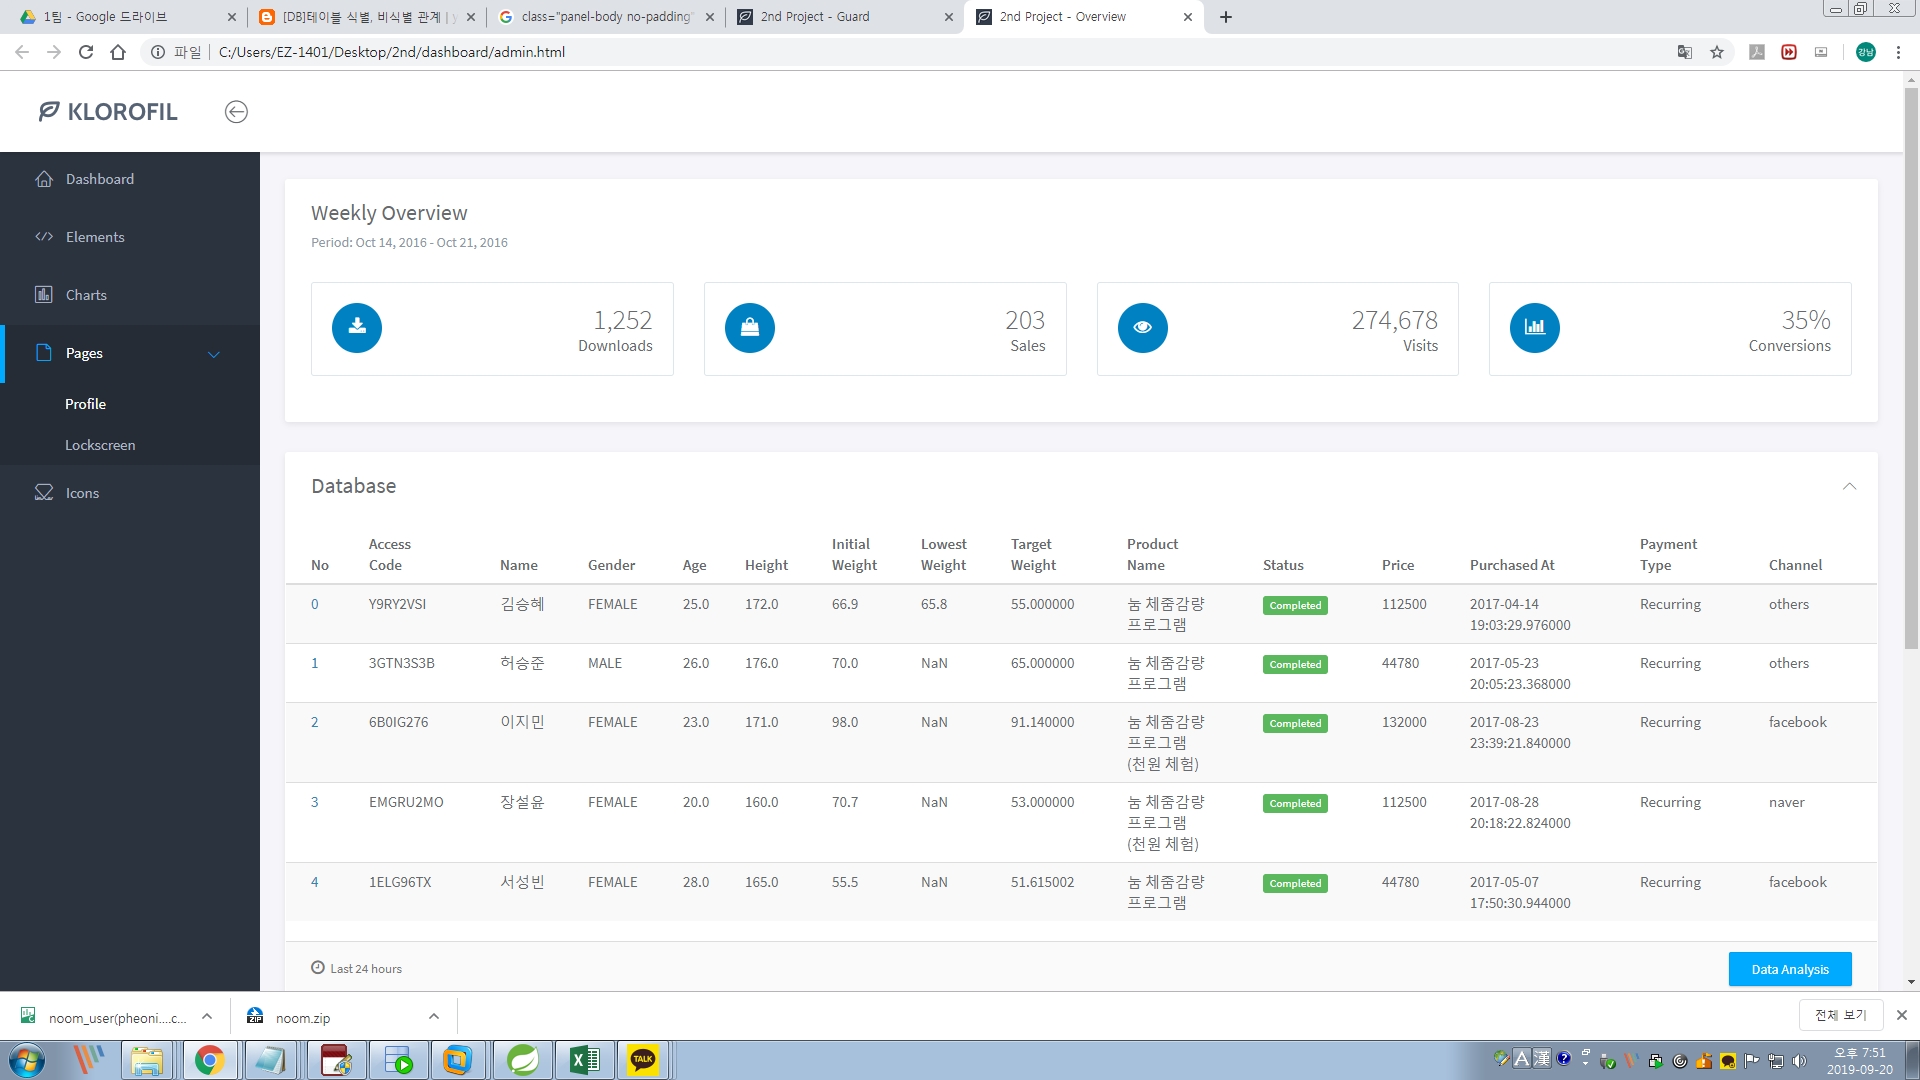 1팀 - Google 드라이브
[DB]테이블 식별, 비식별 관계 | y
class="panel-body no-padding"
2nd Project - Guard
2nd Project - Overview
파일
C:/Users/EZ-1401/Desktop/2nd/dashboard/admin.html
강남
KLOROFIL
Dashboard
Elements
Charts
Pages
Profile
Lockscreen
Icons
Weekly Overview
Period: Oct 14, 2016 - Oct 21, 2016
1,252
Downloads
203
Sales
274,678
Visits
35%
Conversions
Database
No Access Code Name Gender Age Height Initial Weight Lowest Weight Target Weight Product Name Status Price Purchased At Payment Type Channel
0 Y9RY2VSI 김승혜 FEMALE 25.0 172.0 66.9 65.8 55.000000 눔 체줌감량 프로그램 Completed 112500 2017-04-14 19:03:29.976000 Recurring others
1 3GTN3S3B 허승준 MALE 26.0 176.0 70.0 NaN 65.000000 눔 체줌감량 프로그램 Completed 44780 2017-05-23 20:05:23.368000 Recurring others
2 6B0IG276 이지민 FEMALE 23.0 171.0 98.0 NaN 91.140000 눔 체줌감량 프로그램 (천원 체험) Completed 132000 2017-08-23 23:39:21.840000 Recurring facebook
3 EMGRU2MO 장설윤 FEMALE 20.0 160.0 70.7 NaN 53.000000 눔 체줌감량 프로그램 (천원 체험) Completed 112500 2017-08-28 20:18:22.824000 Recurring naver
4 1ELG96TX 서성빈 FEMALE 28.0 165.0 55.5 NaN 51.615002 눔 체줌감량 프로그램 Completed 44780 2017-05-07 17:50:30.944000 Recurring facebook
Last 24 hours
Data Analysis
noom_user(pheoni....c...
ZIP
noom.zip
전체 보기
TALK
A 漢
오후 7:51
2019-09-20